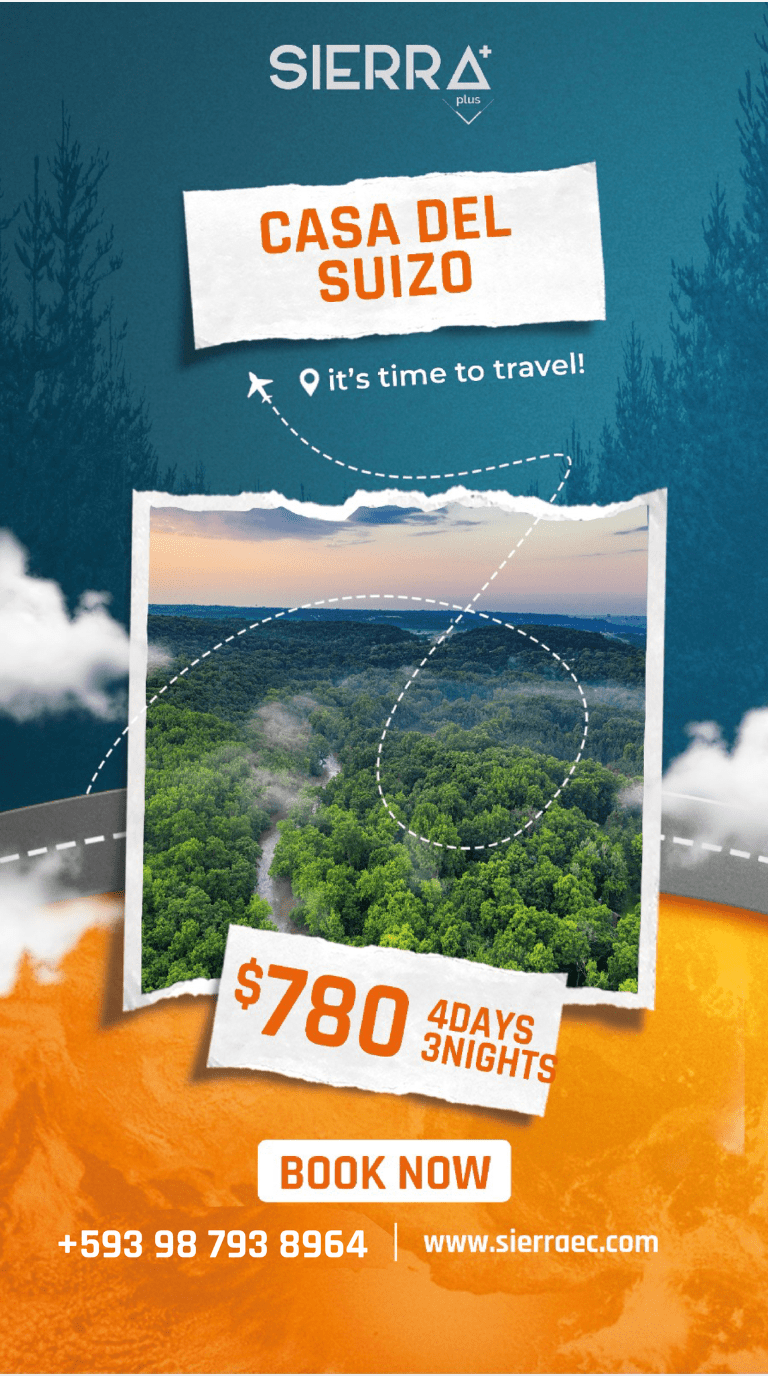 SIERRA+
plus
CASA DEL
SUIZO
it's time to travel!
$780
4DAYS
3NIGHTS
BOOK NOW
+593 98 793 8964 | www.sierraec.com